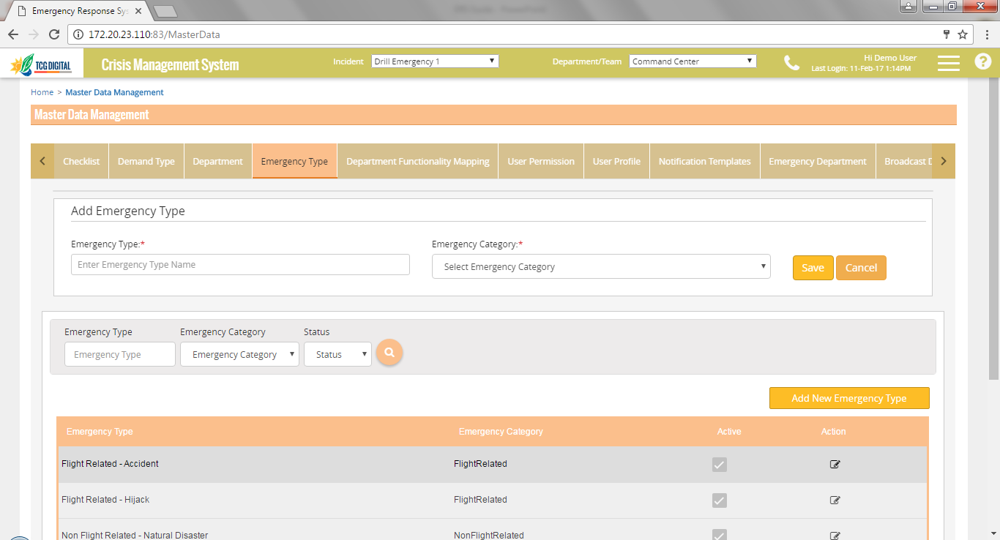 Emergency Response Sys
172.20.23.110:83/MasterData
TCG DIGITAL
Crisis Management System
Incident
Drill Emergency 1
Department/Team
Command Center
Hi Demo User
Last Login: 11-Feb-17 1:14PM
?
Home > Master Data Management
Master Data Management
Checklist
Demand Type
Department
Emergency Type
Department Functionality Mapping
User Permission
User Profile
Notification Templates
Emergency Department
Broadcast
Add Emergency Type
Emergency Type:*
Emergency Category:*
Enter Emergency Type Name
Select Emergency Category
Save
Cancel
Emergency Type
Emergency Category
Status
Emergency Type
Emergency Category
Status
Add New Emergency Type
Emergency Type
Emergency Category
Active
Action
Flight Related - Accident
FlightRelated
Flight Related - Hijack
FlightRelated
Non Flight Related - Natural Disaster
NonFlightRelated